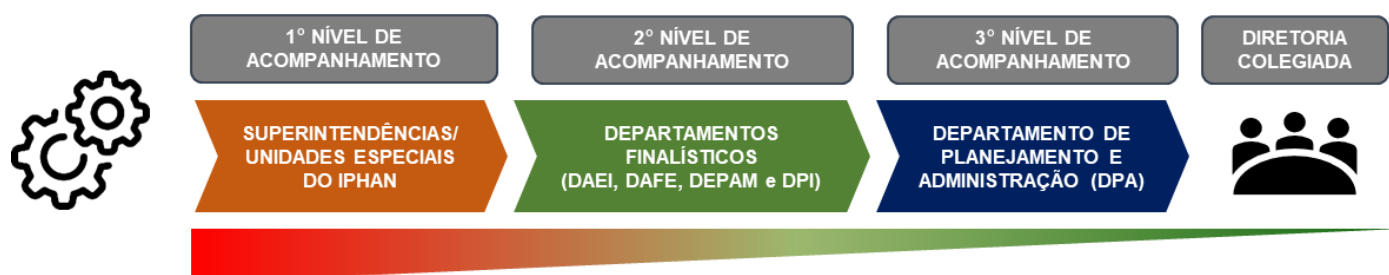 1° NÍVEL DE
ACOMPANHAMENTO
2° NÍVEL DE
ACOMPANHAMENTO
3° NÍVEL DE
ACOMPANHAMENTO
DIRETORIA
COLEGIADA
SUPERINTENDÊNCIAS/
UNIDADES ESPECIAIS
DO IPHAN
DEPARTAMENTOS
FINALÍSTICOS
(DAEI, DAFE, DEPAM e DPI)
DEPARTAMENTO DE
PLANEJAMENTO E
ADMINISTRAÇÃO (DPA)